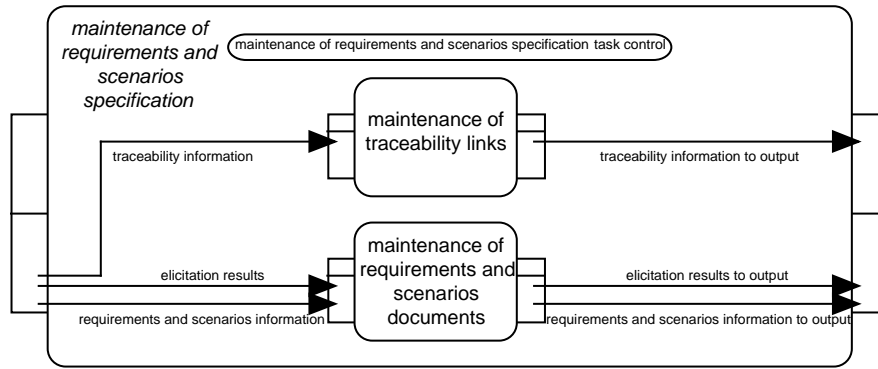 maintenance of
requirements and
scenarios
specification
maintenance of requirements and scenarios specification task control
maintenance of
traceability links
traceability information
traceability information to output
maintenance of
requirements and
scenarios
documents
elicitation results
elicitation results to output
requirements and scenarios information
requirements and scenarios information to output